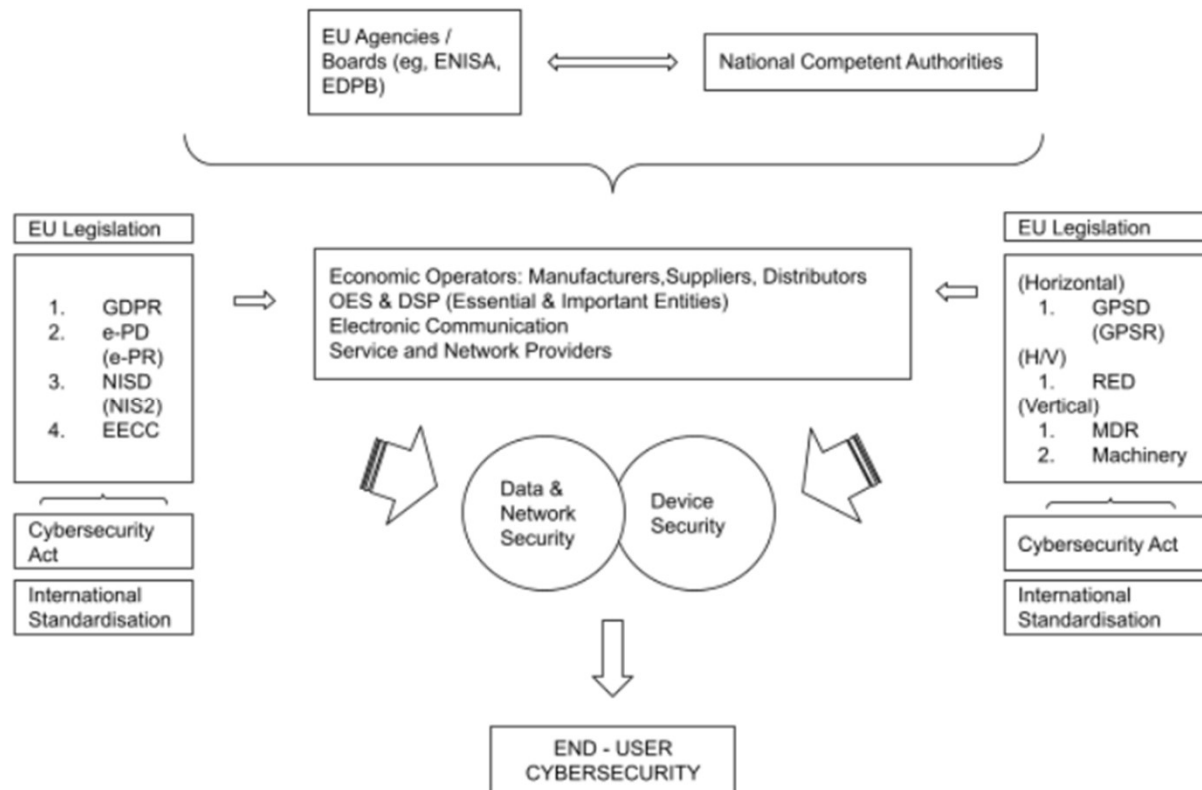 EU Agencies /
Boards (eg, ENISA,
EDPB)
National Competent Authorities
EU Legislation
1. GDPR
2. e-PD
(e-PR)
3. NISD
(NIS2)
4. EECC
Cybersecurity
Act
International
Standardisation
Economic Operators: Manufacturers,Suppliers, Distributors
OES & DSP (Essential & Important Entities)
Electronic Communication
Service and Network Providers
EU Legislation
(Horizontal)
1. GPSD
(GPSR)
(H/V)
1. RED
(Vertical)
1. MDR
2. Machinery
Cybersecurity Act
International
Standardisation
Data &
Network
Security
Device
Security
END - USER
CYBERSECURITY